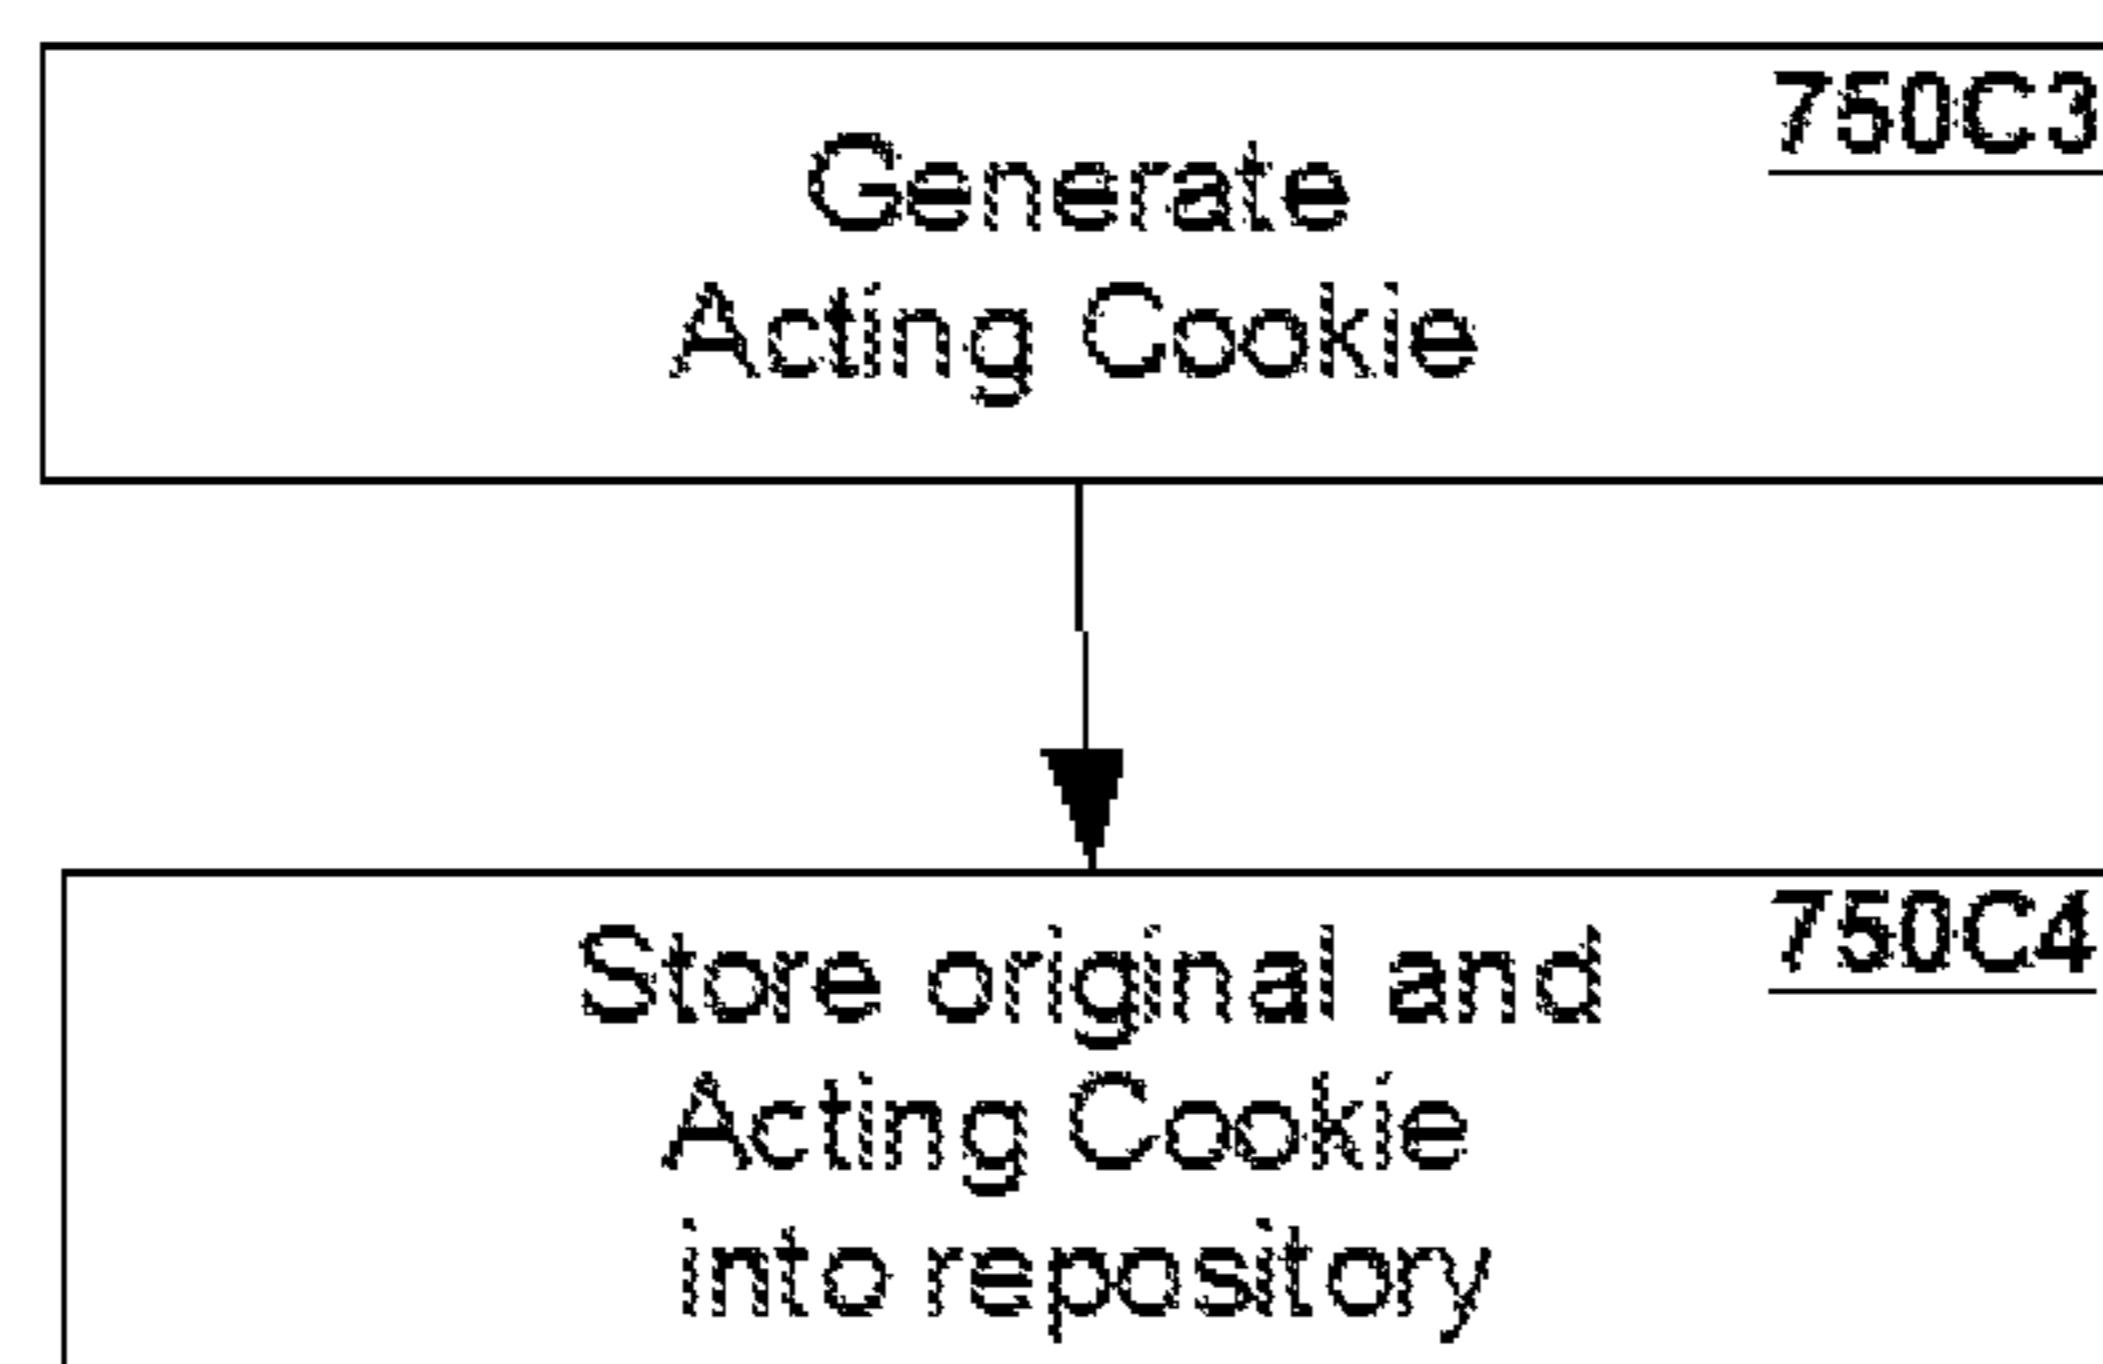 750C3
Generate
Acting Cookie
750C4
Store original and
Acting Cookie
into repository